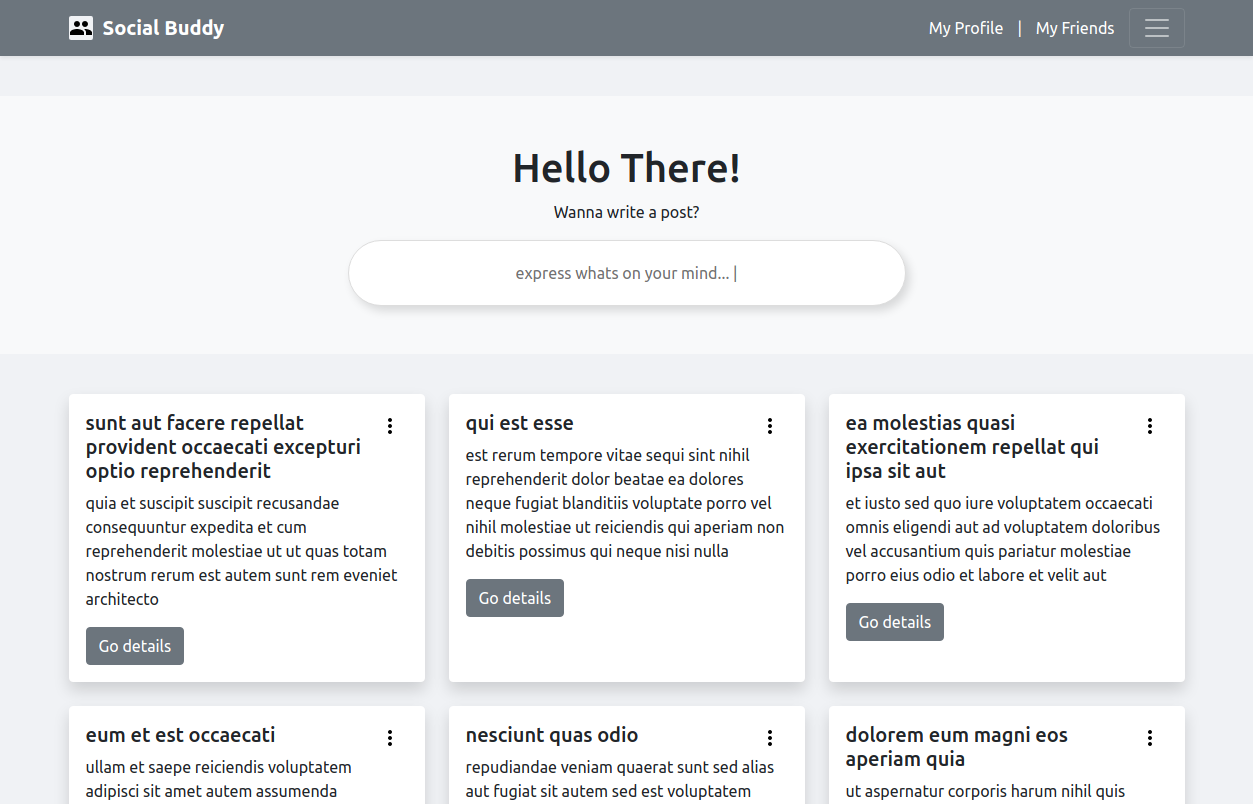 Social Buddy
My Profile | My Friends
Hello There!
Wanna write a post?
express whats on your mind... |
sunt aut facere repellat
provident occaecati excepturi
optio reprehenderit
quia et suscipit suscipit recusandae
consequuntur expedita et cum
reprehenderit molestiae ut ut quas totam
nostrum rerum est autem sunt rem eveniet
architecto
Go details
qui est esse
est rerum tempore vitae sequi sint nihil
reprehenderit dolor beatae ea dolores
neque fugiat blanditiis voluptate porro vel
nihil molestiae ut reiciendis qui aperiam non
debitis possimus qui neque nisi nulla
Go details
ea molestias quasi
exercitationem repellat qui
ipsa sit aut
et iusto sed quo iure voluptatem occaecati
omnis eligendi aut ad voluptatem doloribus
vel accusantium quis pariatur molestiae
porro eius odio et labore et velit aut
Go details
eum et est occaecati
ullam et saepe reiciendis voluptatem
adipisci sit amet autem assumenda
nesciunt quas odio
repudiandae veniam quaerat sunt sed alias
aut fugiat sit autem sed est voluptatem
dolorem eum magni eos
aperiam quia
ut aspernatur corporis harum nihil quis